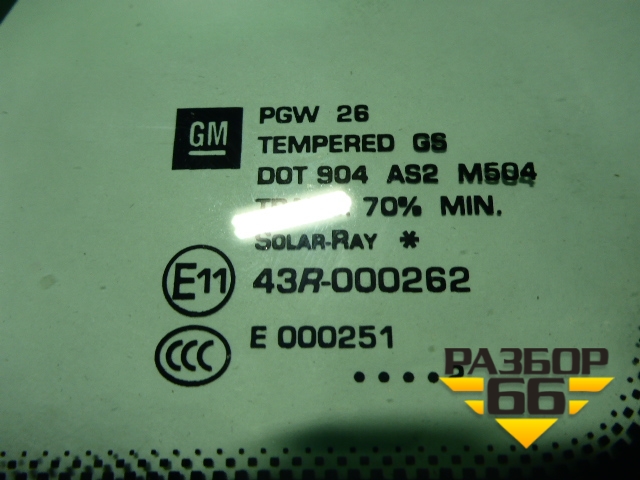 GM
PGW 26
TEMPERED GS
DOT 904 AS2 M504
70% MIN.
SOLAR-RAY *
E11 43R-000262
CCC E 000251
РАЗБОР
66